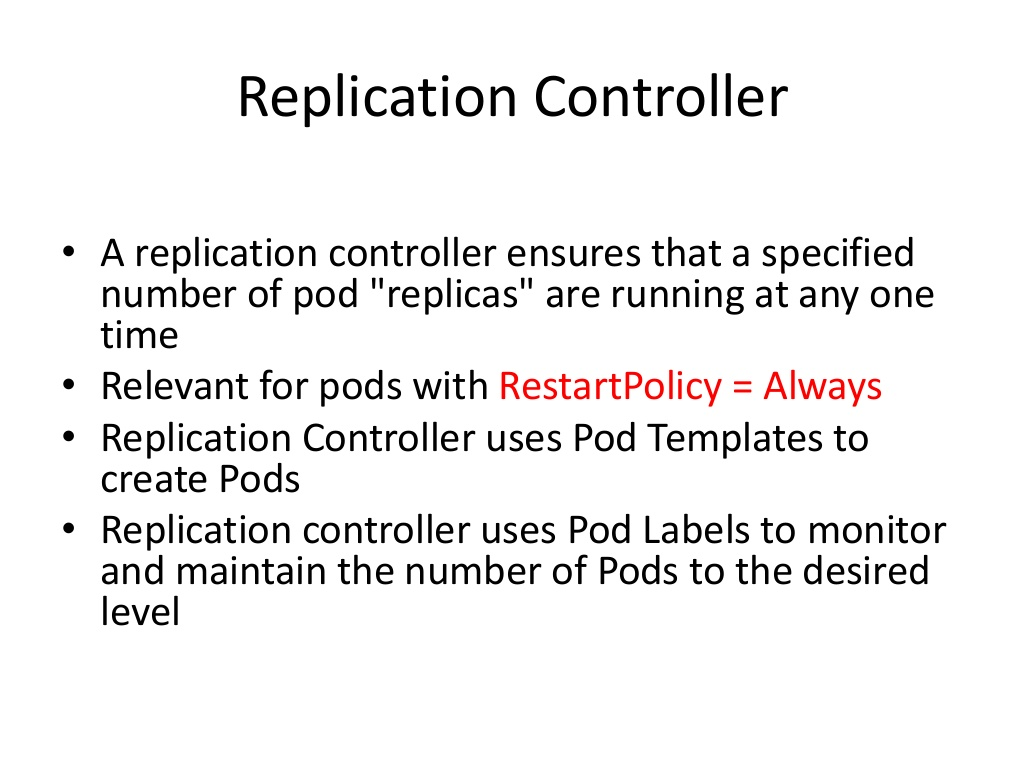 Replication Controller
• A replication controller ensures that a specified
number of pod "replicas" are running at any one
time
• Relevant for pods with RestartPolicy = Always
• Replication Controller uses Pod Templates to
create Pods
• Replication controller uses Pod Labels to monitor
and maintain the number of Pods to the desired
level